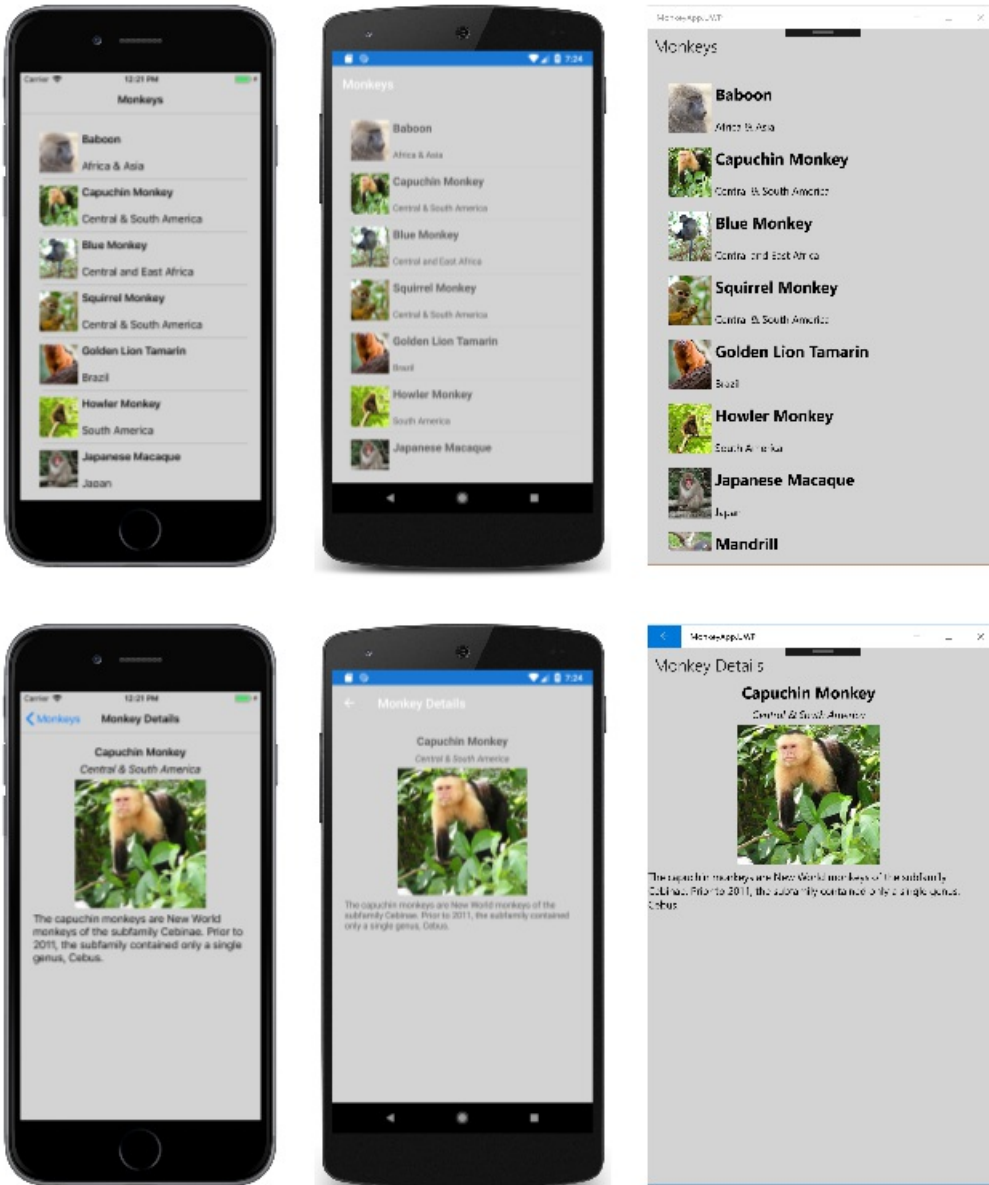 Carrier
12:21 PM
Monkeys
Baboon
Africa & Asia
Capuchin Monkey
Central & South America
Blue Monkey
Central and East Africa
Squirrel Monkey
Central & South America
Golden Lion Tamarin
Brazil
Howler Monkey
South America
Japanese Macaque
Japan
7:24
Monkeys
Baboon
Africa & Asia
Capuchin Monkey
Central & South America
Blue Monkey
Central and East Africa
Squirrel Monkey
Central & South America
Golden Lion Tamarin
Brazil
Howler Monkey
South America
Japanese Macaque
MonkeyApp.UWP
Monkeys
Baboon
Africa & Asia
Capuchin Monkey
Central & South America
Blue Monkey
Central and East Africa
Squirrel Monkey
Central & South America
Golden Lion Tamarin
Brazil
Howler Monkey
South America
Japanese Macaque
Japan
Mandrill
Carrier
12:21 PM
Monkeys
Monkey Details
Capuchin Monkey
Central & South America
The capuchin monkeys are New World
monkeys of the subfamily Cebinae. Prior to
2011, the subfamily contained only a single
genus, Cebus.
7:24
Monkey Details
Capuchin Monkey
Central & South America
The capuchin monkeys are New World monkeys of the
subfamily Cebinae. Prior to 2011, the subfamily contained
only a single genus, Cebus.
MonkeyApp.UWP
Monkey Details
Capuchin Monkey
Central & South America
The capuchin monkeys are New World monkeys of the subfamily
Cebinae. Prior to 2011, the subfamily contained only a single genus,
Cebus.